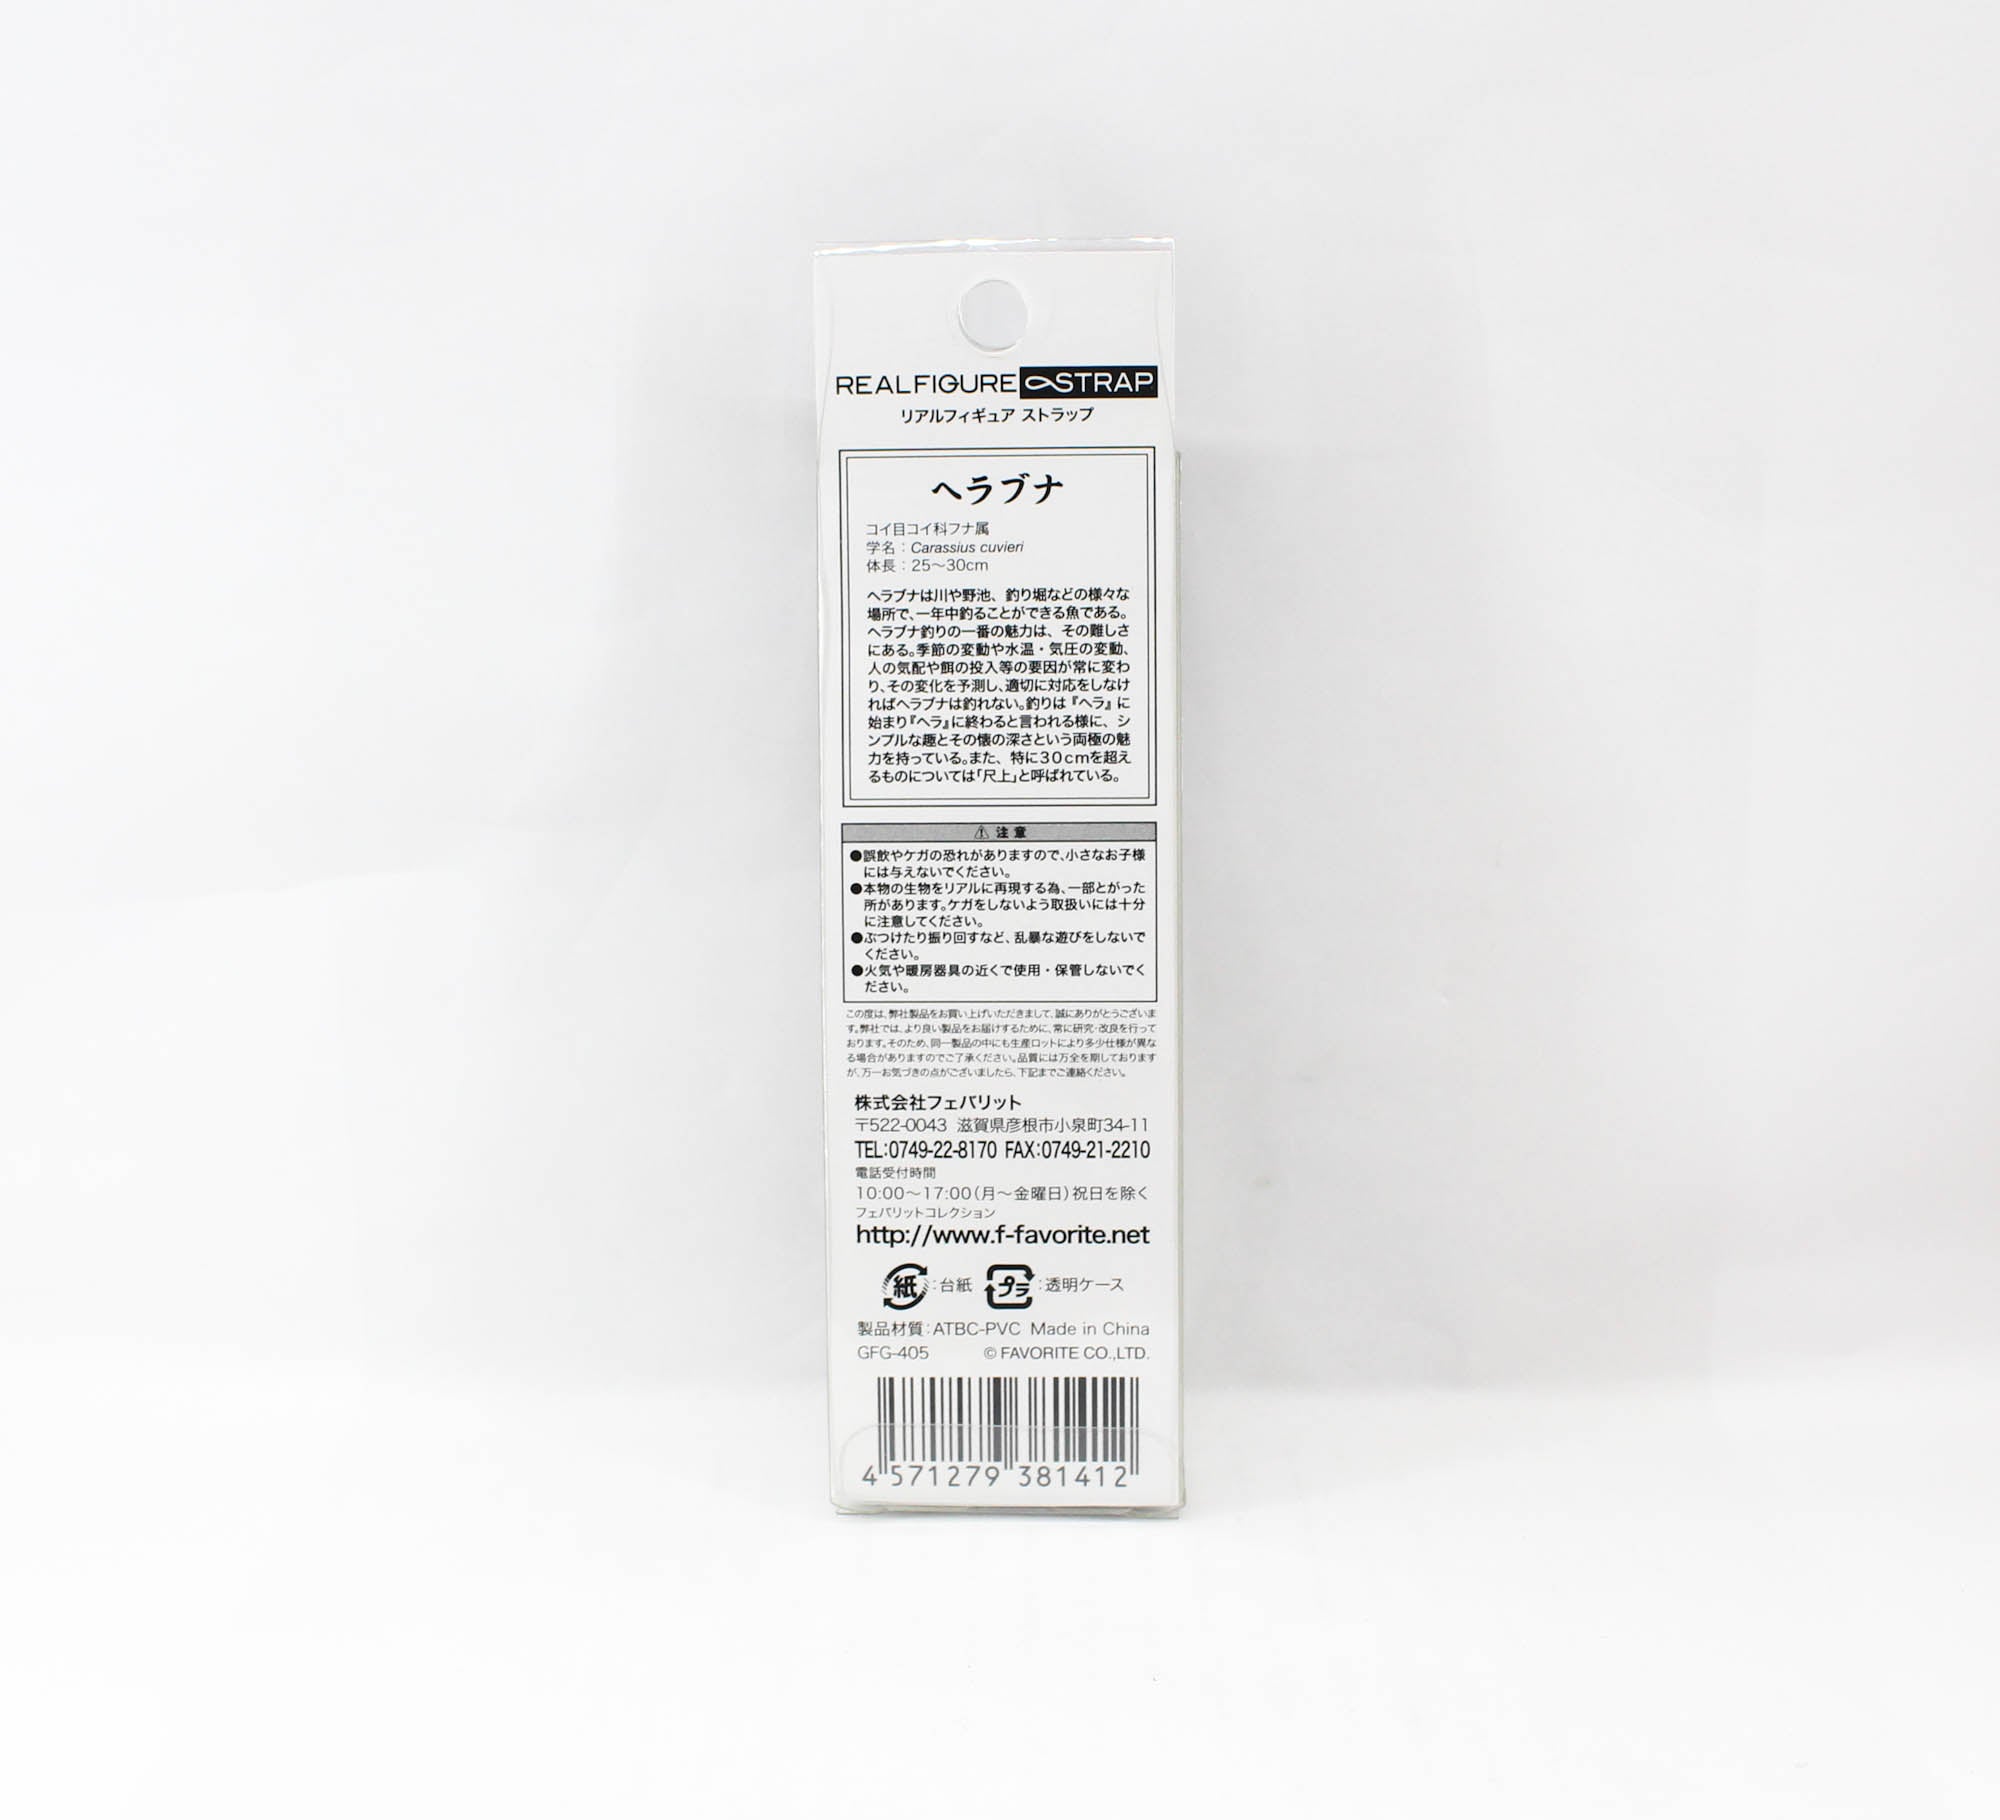 REALFIGURE STRAP
リアルフィギュア ストラップ
ヘラブナ
コイ目コイ科フナ属
学名：Carassius cuvieri
体長：25〜30cm
ヘラブナは川や野池、釣り堀などの様々な
場所で、一年中釣ることができる魚である。
ヘラブナ釣りの一番の魅力は、その難しさ
にある。季節の変動や水温・気圧の変動、
人の気配や餌の投入等の要因が常に変わ
り、その変化を予測し、適切に対応をしなけ
ればヘラブナは釣れない。釣りは『ヘラ』に
始まり『ヘラ』に終わると言われる様に、シ
ンプルな趣とその懐の深さという両極の魅
力を持っている。また、特に30cmを超え
るものについては「尺上」と呼ばれている。
⚠ 注意
●誤飲やケガの恐れがありますので、小さなお子様
には与えないでください。
●本物の生物をリアルに再現する為、一部とがった
所があります。ケガをしないよう取扱いには十分
に注意してください。
●ぶつけたり振り回すなど、乱暴な遊びをしないで
ください。
●火気や暖房器具の近くで使用・保管しないでく
ださい。
この度は、弊社製品をお買い上げいただきまして、誠にありがとうございま
す。弊社では、より良い製品をお届けするために、常に研究・改良を行って
おります。そのため、同一製品の中にも生産ロットにより多少仕様が異な
る場合がありますのでご了承ください。品質には万全を期しております
が、万一お気づきの点がございましたら、下記までご連絡ください。
株式会社フェバリット
〒522-0043 滋賀県彦根市小泉町34-11
TEL:0749-22-8170 FAX:0749-21-2210
電話受付時間
10:00〜17:00（月〜金曜日）祝日を除く
フェバリットコレクション
http://www.f-favorite.net
紙：台紙 プラ：透明ケース
製品材質：ATBC-PVC Made in China
GFG-405 © FAVORITE CO.,LTD.
4 571279 381412